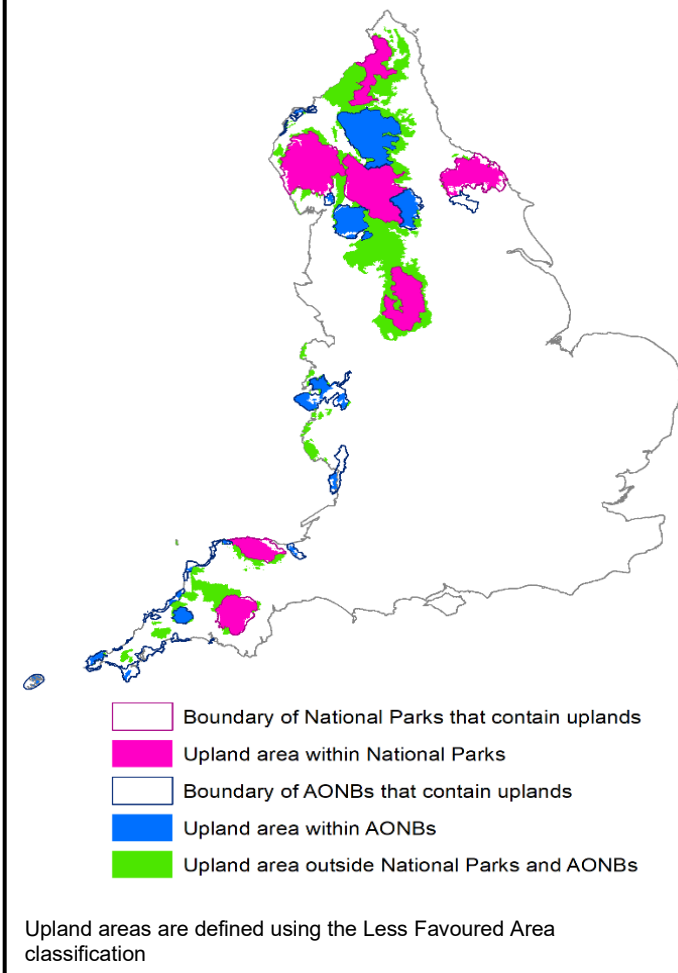 Boundary of National Parks that contain uplands
Upland area within National Parks
Boundary of AONBs that contain uplands
Upland area within AONBs
Upland area outside National Parks and AONBs
Upland areas are defined using the Less Favoured Area
classification